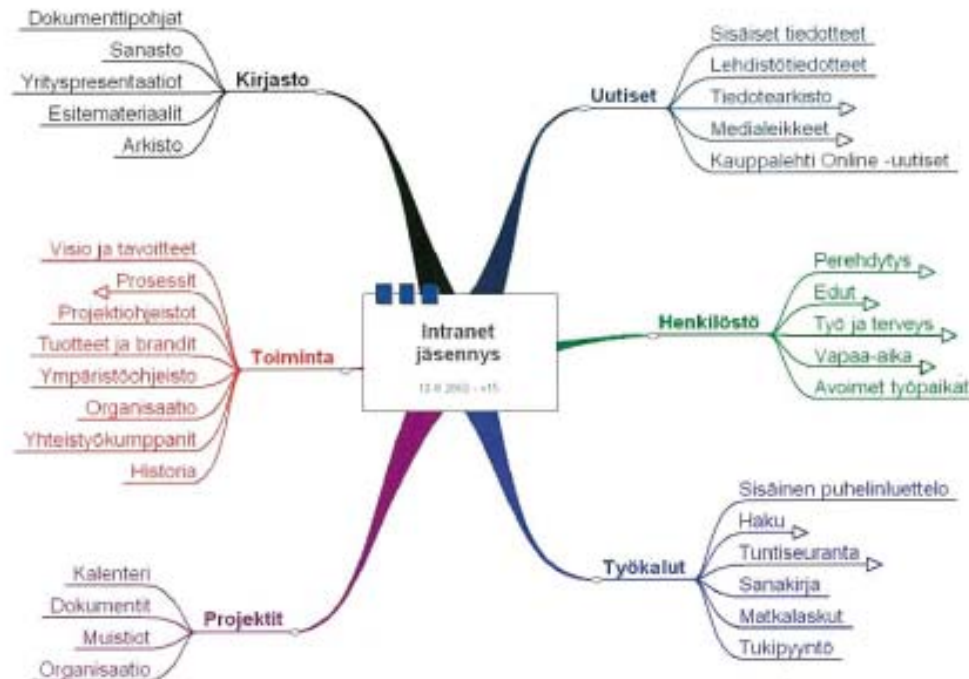 Intranet
jäsennys
Kirjasto
Dokumenttipohjat
Sanasto
Yrityspresentaatiot
Esitemateriaalit
Arkisto
Uutiset
Sisäiset tiedotteet
Lehdistötiedotteet
Tiedotearkisto
Medialeikkeet
Kauppalehti Online -uutiset
Toiminta
Visio ja tavoitteet
Prosessit
Projektiohjeistot
Tuotteet ja brandit
Ympäristöohjeisto
Organisaatio
Yhteistyökumppanit
Historia
Henkilöstö
Perehdytys
Edut
Työ ja terveys
Vapaa-aika
Avoimet työpaikat
Projektit
Kalenteri
Dokumentit
Muistiot
Organisaatio
Työkalut
Sisäinen puhelinluettelo
Haku
Tuntiseuranta
Sanakirja
Matkalaskut
Tukipyyntö